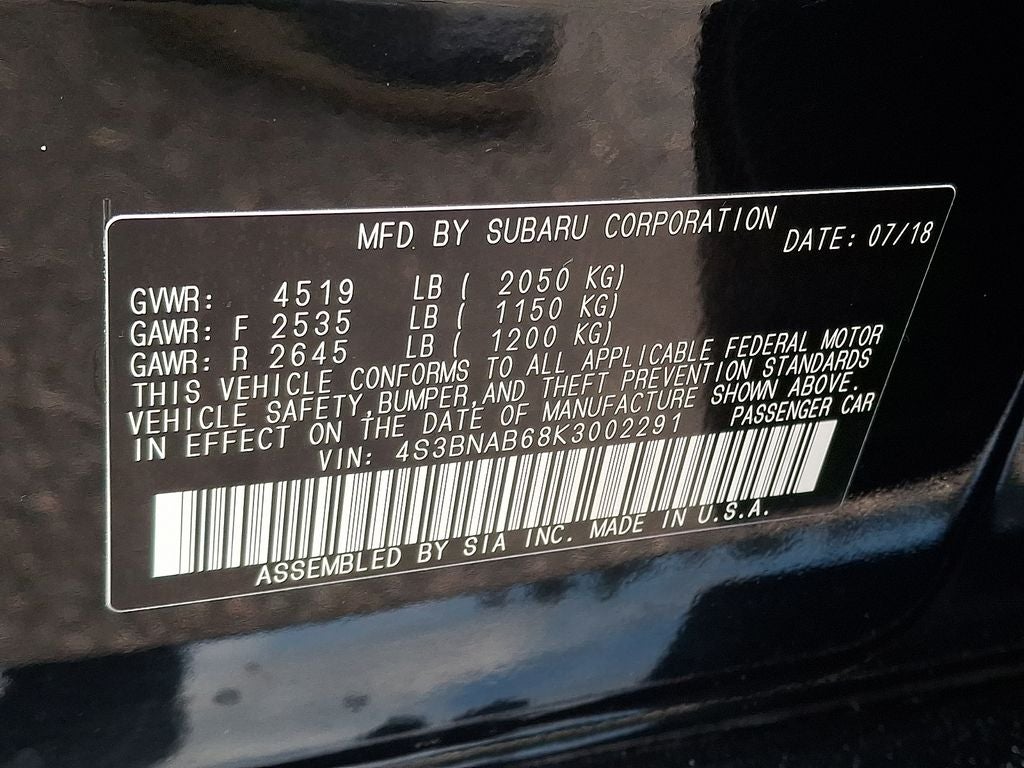 MFD. BY SUBARU CORPORATION DATE: 07/18
GVWR: 4519 LB ( 2050 KG)
GAWR: F 2535 LB ( 1150 KG)
GAWR: R 2645 LB ( 1200 KG)
THIS VEHICLE CONFORMS TO ALL APPLICABLE FEDERAL MOTOR
VEHICLE SAFETY, BUMPER, AND THEFT PREVENTION STANDARDS
IN EFFECT ON THE DATE OF MANUFACTURE SHOWN ABOVE.
VIN: 4S3BNAB68K3002291 PASSENGER CAR
ASSEMBLED BY SIA INC. MADE IN U.S.A.